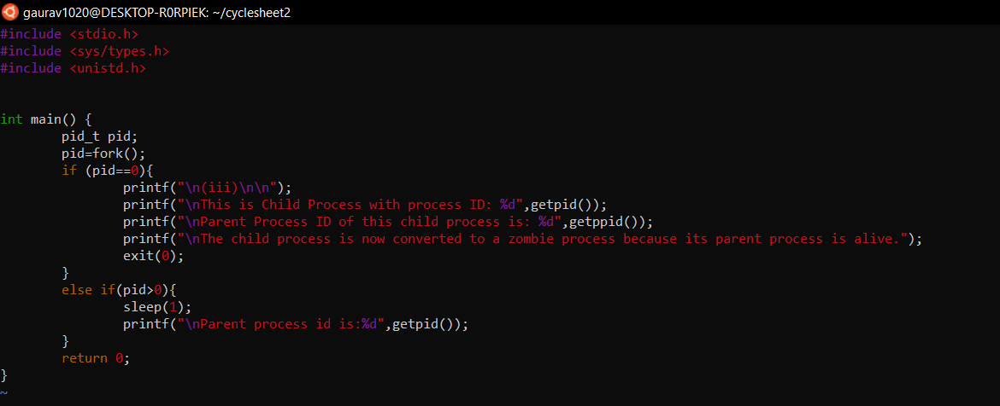 gaurav1020@DESKTOP-R0RPIEK: ~/cyclesheet2
#include <stdio.h>
#include <sys/types.h>
#include <unistd.h>
int main() {
        pid_t pid;
        pid=fork();
        if (pid==0){
                printf("\n(iii)\n\n");
                printf("\nThis is Child Process with process ID: %d",getpid());
                printf("\nParent Process ID of this child process is: %d",getppid());
                printf("\nThe child process is now converted to a zombie process because its parent process is alive.");
                exit(0);
        }
        else if(pid>0){
                sleep(1);
                printf("\nParent process id is:%d",getpid());
        }
        return 0;
}
~